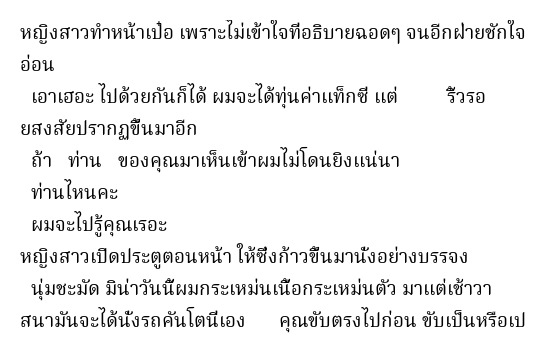 หญิงสาวทำหน้าเป๋อ เพราะไม่เข้าใจที่อธิบายฉอดๆ จนอีกฝ่ายชักใจ
อ่อน
เอาเฮอะ ไปด้วยกันก็ได้ ผมจะได้ทุ่นค่าแท็กซี่ แต่ ริ้วรอ
ยสงสัยปรากฏขึ้นมาอีก
ถ้า ท่าน ของคุณมาเห็นเข้าผมไม่โดนยิงแน่นา
ท่านไหนคะ
ผมจะไปรู้คุณเรอะ
หญิงสาวเปิดประตูตอนหน้า ให้ซึ่งก้าวขึ้นมานั่งอย่างบรรจง
นุ่มชะมัด มิน่าวันนี้ผมกระเหม่นเนื้อกระเหม่นตัว มาแต่เช้าวา
สนามันจะได้นั่งรถคันโตนี่เอง คุณขับตรงไปก่อน ขับเป็นหรือเป